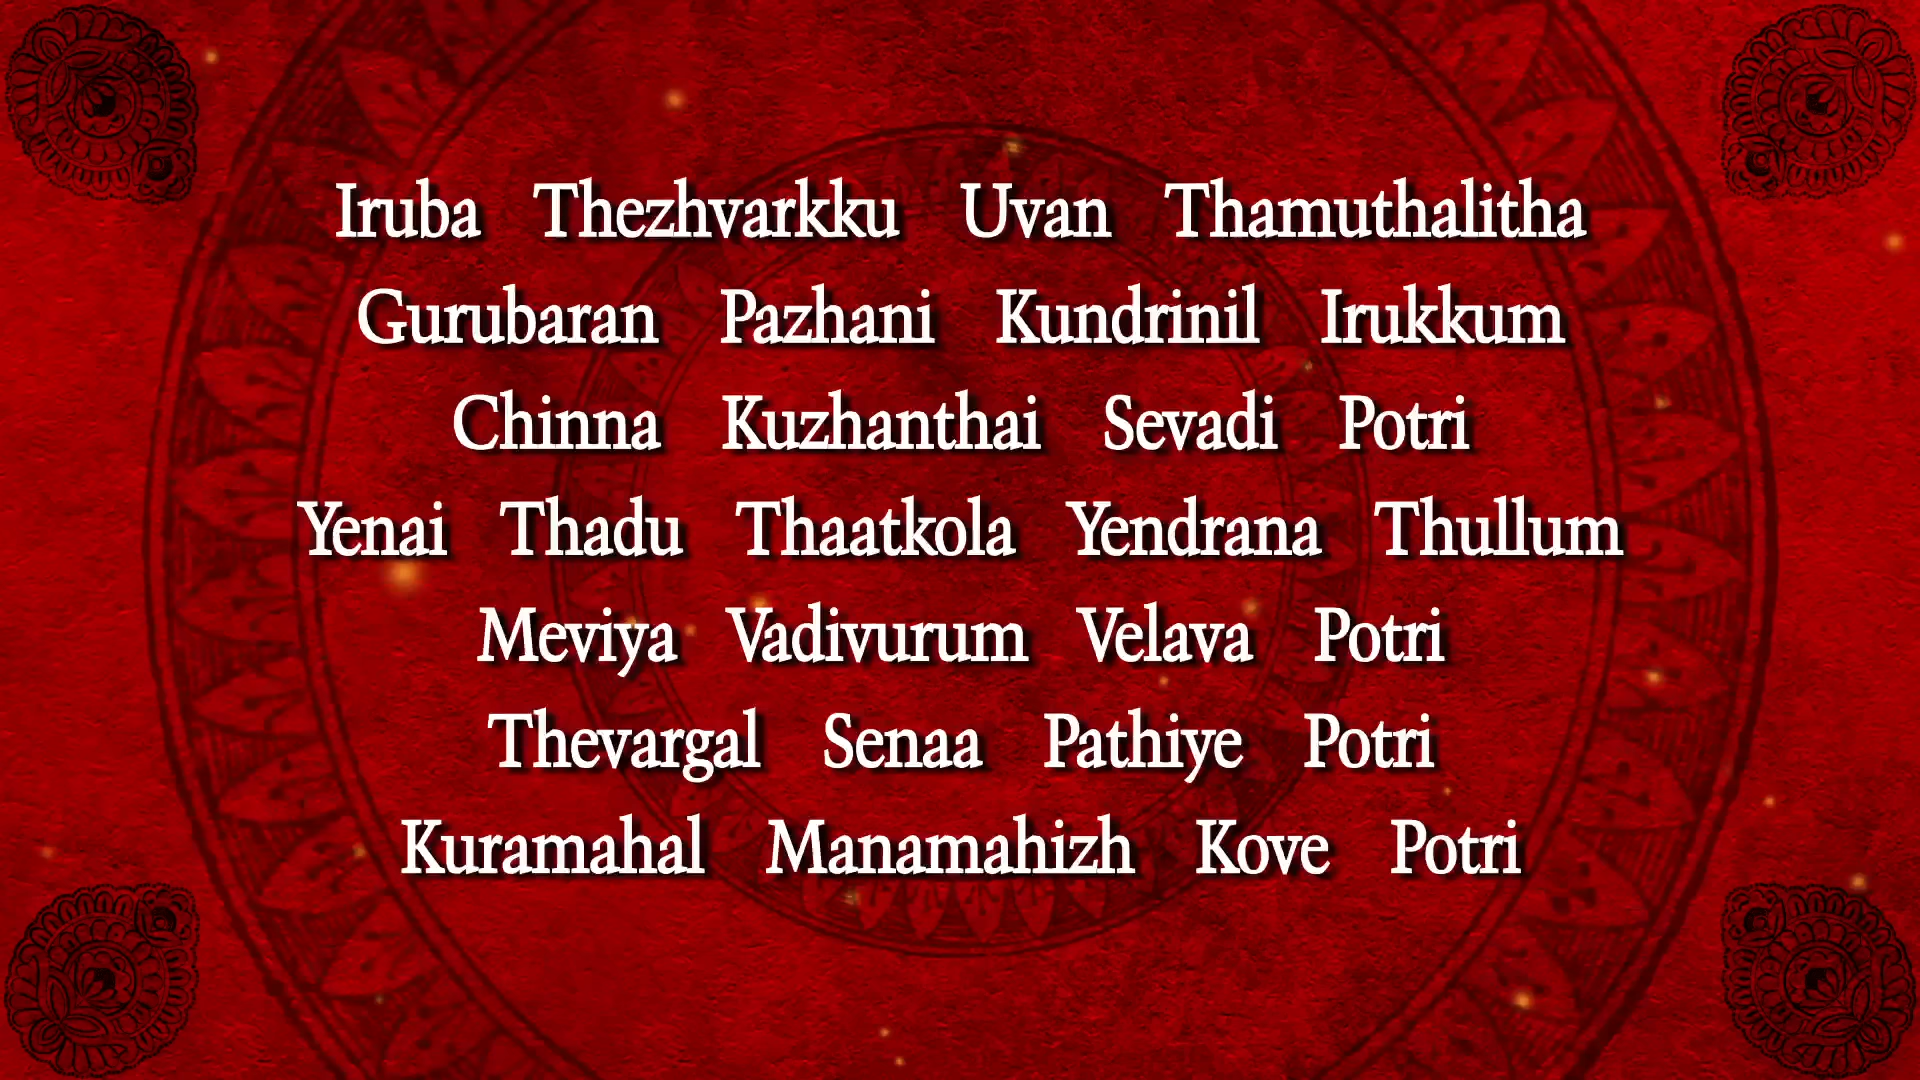 Iruba Thezhvarkku Uvan Thamuthalitha
Gurubaran Pazhani Kundrinil Irukkum
Chinna Kuzhanthai Sevadi Potri
Yenai Thadu Thaatkola Yendrana Thullum
Meviya Vadivurum Velava Potri
Thevargal Senaa Pathiye Potri
Kuramahal Manamahizh Kove Potri